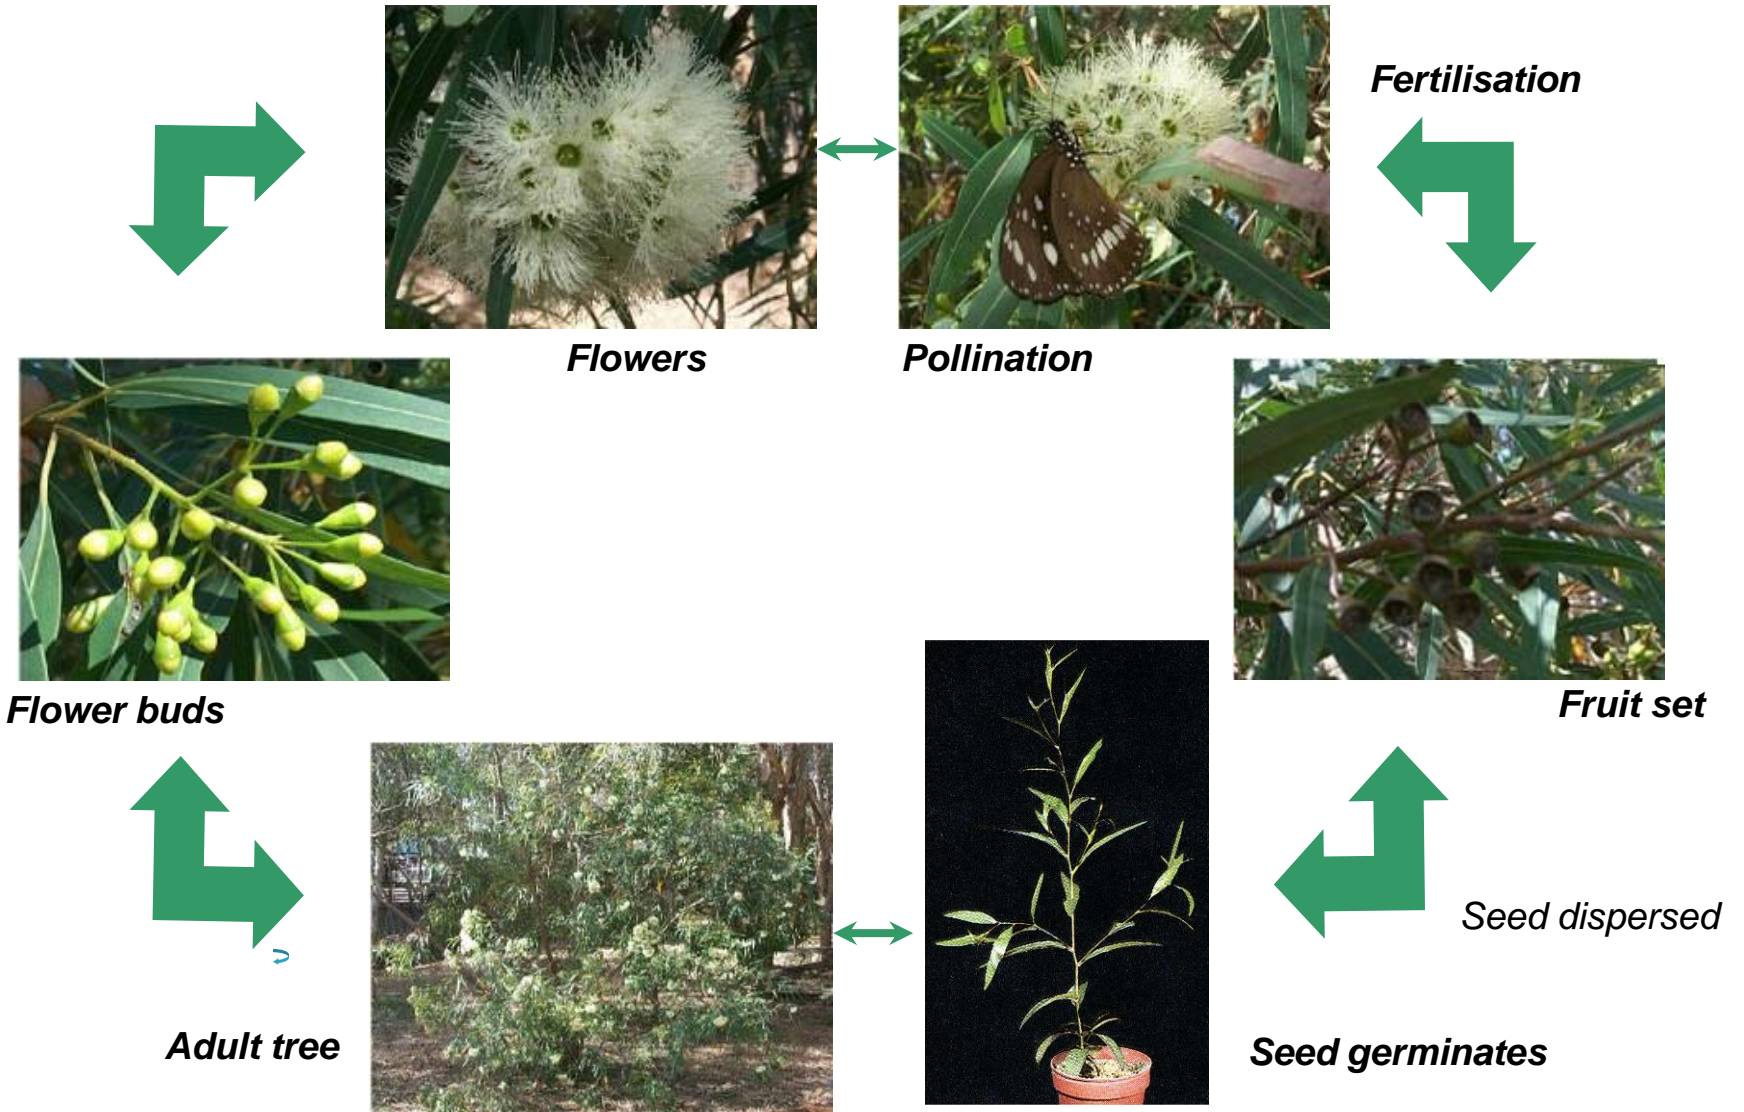 Fertilisation
Flowers
Pollination
Flower buds
Fruit set
Seed dispersed
Adult tree
Seed germinates